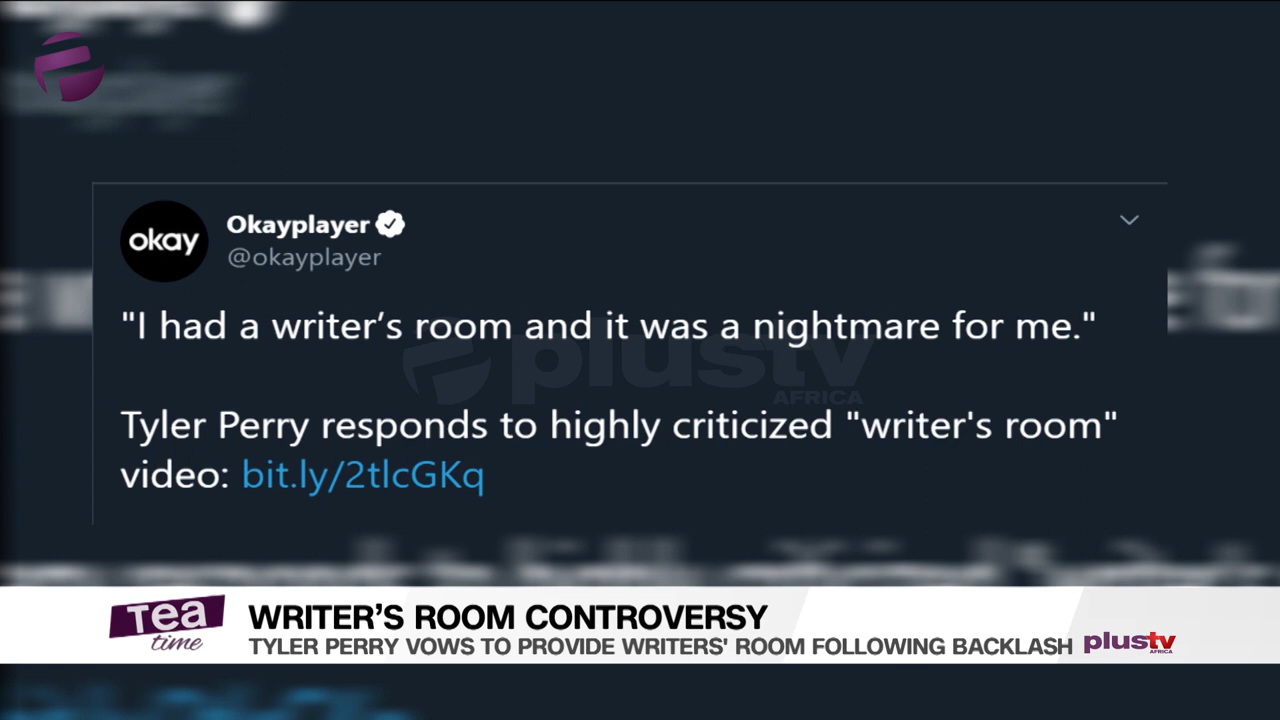 okay
Okayplayer
@okayplayer
"I had a writer’s room and it was a nightmare for me."
plustv
AFRICA
Tyler Perry responds to highly criticized "writer's room"
video: bit.ly/2tlcGKq
Tea
time
WRITER’S ROOM CONTROVERSY
TYLER PERRY VOWS TO PROVIDE WRITERS' ROOM FOLLOWING BACKLASH
plustv
AFRICA